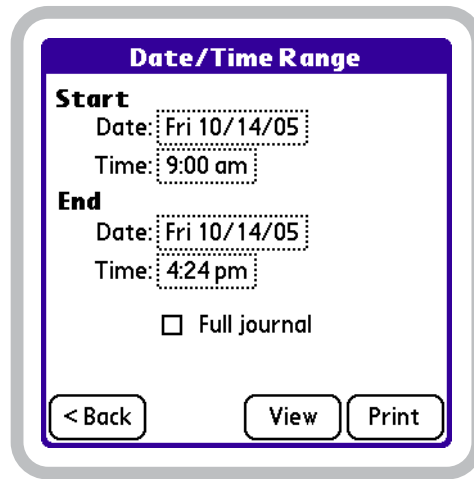 Date/Time Range
Start
Date: Fri 10/14/05
Time: 9:00 am
End
Date: Fri 10/14/05
Time: 4:24 pm
Full journal
< Back View Print